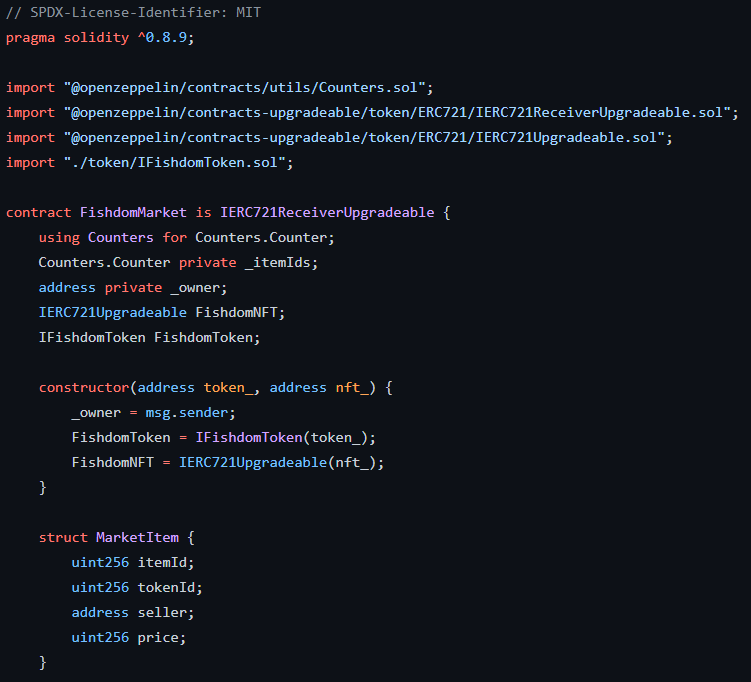 // SPDX-License-Identifier: MIT
pragma solidity ^0.8.9;
import "@openzeppelin/contracts/utils/Counters.sol";
import "@openzeppelin/contracts-upgradeable/token/ERC721/IERC721ReceiverUpgradeable.sol";
import "@openzeppelin/contracts-upgradeable/token/ERC721/IERC721Upgradeable.sol";
import "./token/IFishdomToken.sol";
contract FishdomMarket is IERC721ReceiverUpgradeable {
    using Counters for Counters.Counter;
    Counters.Counter private _itemIds;
    address private _owner;
    IERC721Upgradeable FishdomNFT;
    IFishdomToken FishdomToken;
    constructor(address token_, address nft_) {
        _owner = msg.sender;
        FishdomToken = IFishdomToken(token_);
        FishdomNFT = IERC721Upgradeable(nft_);
    }
    struct MarketItem {
        uint256 itemId;
        uint256 tokenId;
        address seller;
        uint256 price;
    }